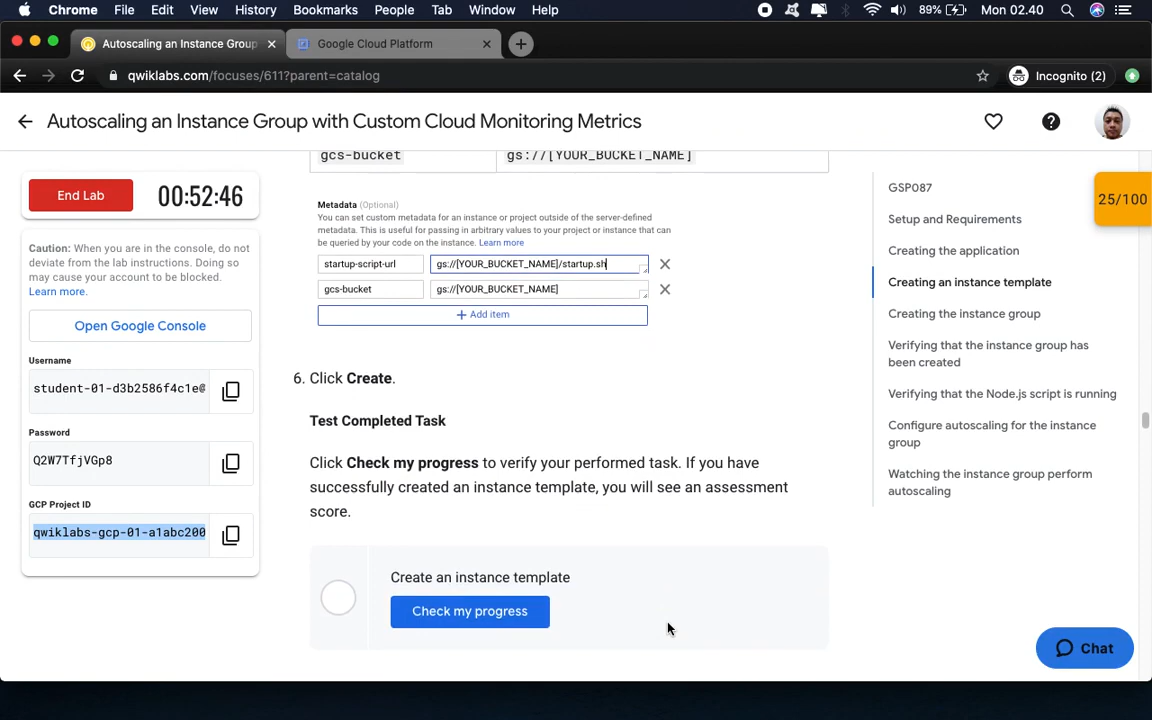 Chrome File Edit View History Bookmarks People Tab Window Help 89% Mon 02.40
Autoscaling an Instance Group Google Cloud Platform
qwiklabs.com/focuses/611?parent=catalog Incognito (2)
Autoscaling an Instance Group with Custom Cloud Monitoring Metrics
End Lab 00:52:46
Caution: When you are in the console, do not
deviate from the lab instructions. Doing so
may cause your account to be blocked.
Learn more.
Open Google Console
Username
student-01-d3b2586f4c1e@
Password
Q2W7TfjVGp8
GCP Project ID
qwiklabs-gcp-01-a1abc200
gcs-bucket gs://[YOUR_BUCKET_NAME]
Metadata (Optional)
You can set custom metadata for an instance or project outside of the server-defined
metadata. This is useful for passing in arbitrary values to your project or instance that can
be queried by your code on the instance. Learn more
startup-script-url gs://[YOUR_BUCKET_NAME]/startup.sh
gcs-bucket gs://[YOUR_BUCKET_NAME]
Add item
6. Click Create.
Test Completed Task
Click Check my progress to verify your performed task. If you have
successfully created an instance template, you will see an assessment
score.
Create an instance template
Check my progress
GSP087
Setup and Requirements
Creating the application
Creating an instance template
Creating the instance group
Verifying that the instance group has
been created
Verifying that the Node.js script is running
Configure autoscaling for the instance
group
Watching the instance group perform
autoscaling
25/100
Chat